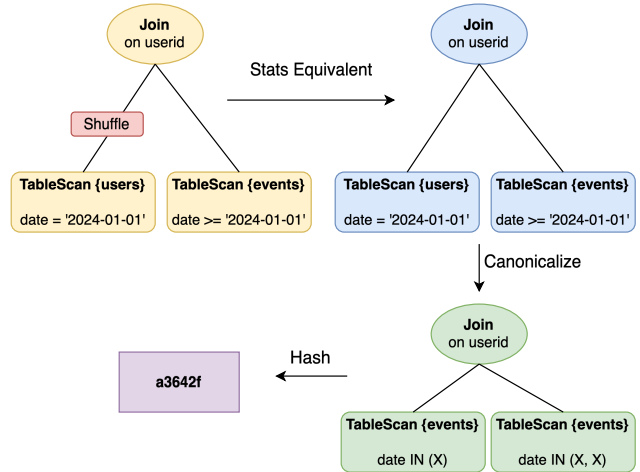 Join
on userid
Shuffle
TableScan {users}
date = '2024-01-01'
TableScan {events}
date >= '2024-01-01'
Stats Equivalent
Join
on userid
TableScan {users}
date = '2024-01-01'
TableScan {events}
date >= '2024-01-01'
Canonicalize
Join
on userid
TableScan {events}
date IN (X)
TableScan {events}
date IN (X, X)
Hash
a3642f